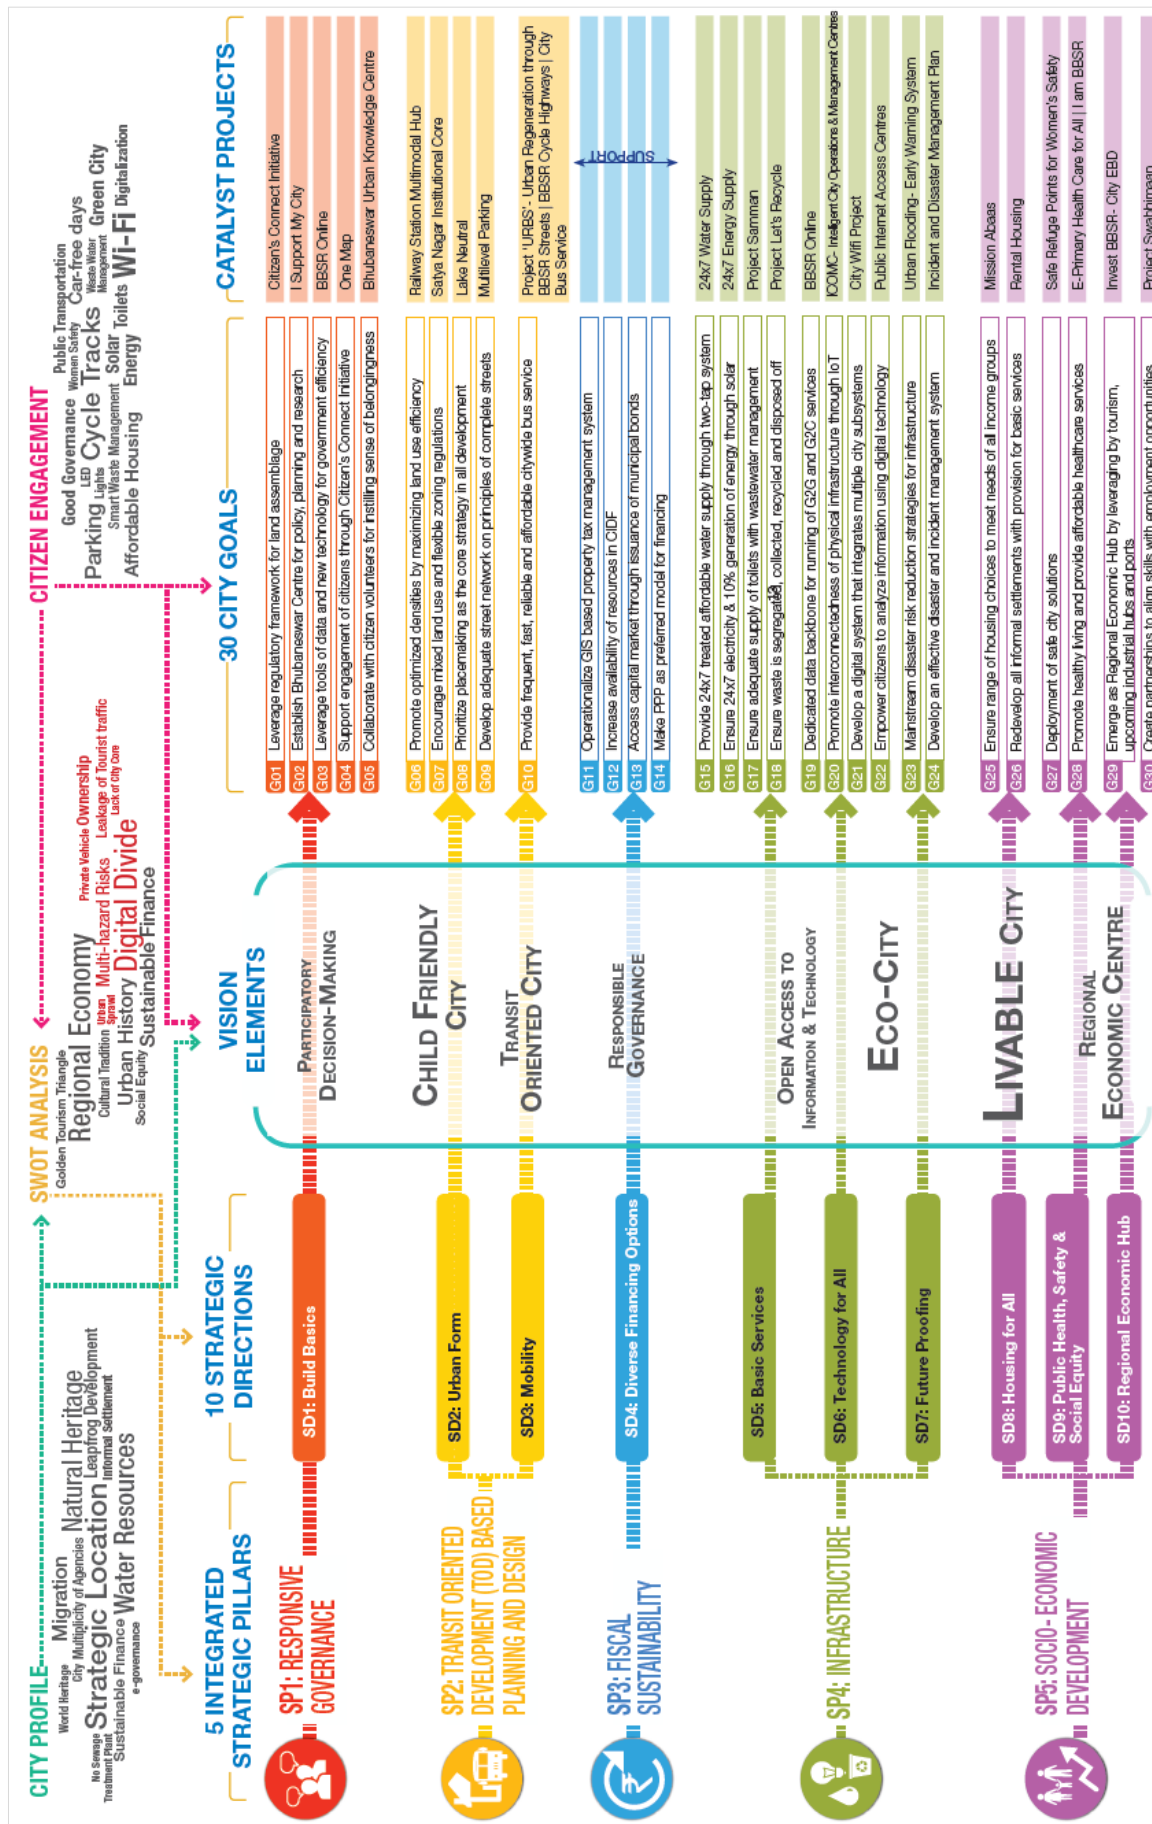 CITY PROFILE
World Heritage
Migration
City Multiplicity of Agencies
Natural Heritage
No Sewage
Treatment Plant
Strategic Location
Leapfrog Development
Informal Settlement
Sustainable Finance
Water Resources
e-governance
SWOT ANALYSIS
Golden Tourism Triangle
Regional Economy
Private Vehicle Ownership
Cultural Tradition
Urban
Sprawl
Multi-hazard Risks
Leakage of Tourist traffic
Lack of City Core
Urban History
Digital Divide
Social Equity
Sustainable Finance
CITIZEN ENGAGEMENT
Good Governance
Public Transportation
Women Safety
Car-free days
Parking
LED
Lights
Cycle Tracks
Waste Water
Management
Green City
Smart Waste Management
Solar
Toilets
Wi-Fi
Digitalization
Affordable Housing
Energy
5 INTEGRATED
STRATEGIC PILLARS
10 STRATEGIC
DIRECTIONS
VISION
ELEMENTS
30 CITY GOALS
CATALYST PROJECTS
SP1: RESPONSIVE
GOVERNANCE
SD1: Build Basics
PARTICIPATORY
DECISION-MAKING
G01 Leverage regulatory framework for land assemblage
G02 Establish Bhubaneswar Centre for policy, planning and research
G03 Leverage tools of data and new technology for government efficiency
G04 Support engagement of citizens through Citizen's Connect Initiative
G05 Collaborate with citizen volunteers for instilling sense of belongingness
Citizen's Connect Initiative
I Support My City
BBSR Online
One Map
Bhubaneswar Urban Knowledge Centre
SP2: TRANSIT ORIENTED
DEVELOPMENT (TOD) BASED
PLANNING AND DESIGN
SD2: Urban Form
SD3: Mobility
CHILD FRIENDLY
CITY
TRANSIT
ORIENTED CITY
G06 Promote optimized densities by maximizing land use efficiency
G07 Encourage mixed land use and flexible zoning regulations
G08 Prioritize placemaking as the core strategy in all development
G09 Develop adequate street network on principles of complete streets
G10 Provide frequent, fast, reliable and affordable citywide bus service
Railway Station Multimodal Hub
Satya Nagar Institutional Core
Lake Neutral
Multilevel Parking
Project 'URBS'- Urban Regeneration through
BBSR Streets | BBSR Cycle Highways | City
Bus Service
SP3: FISCAL
SUSTAINABILITY
SD4: Diverse Financing Options
RESPONSIBLE
GOVERNANCE
G11 Operationalize GIS based property tax management system
G12 Increase availability of resources in CIDF
G13 Access capital market through issuance of municipal bonds
G14 Make PPP as preferred model for financing
SUPPORT
SP4: INFRASTRUCTURE
SD5: Basic Services
SD6: Technology for All
SD7: Future Proofing
OPEN ACCESS TO
INFORMATION & TECHNOLOGY
ECO-CITY
G15 Provide 24x7 treated affordable water supply through two-tap system
G16 Ensure 24x7 electricity & 10% generation of energy through solar
G17 Ensure adequate supply of toilets with wastewater management
G18 Ensure waste is segregated, collected, recycled and disposed off
G19 Dedicated data backbone for running of G2G and G2C services
G20 Promote interconnectedness of physical infrastructure through IoT
G21 Develop a digital system that integrates multiple city subsystems
G22 Empower citizens to analyze information using digital technology
G23 Mainstream disaster risk reduction strategies for infrastructure
G24 Develop an effective disaster and incident management system
24x7 Water Supply
24x7 Energy Supply
Project Samman
Project Let's Recycle
BBSR Online
ICOMC- Intelligent City Operations & Management Centres
City Wifi Project
Public Internet Access Centres
Urban Flooding- Early Warning System
Incident and Disaster Management Plan
SP5: SOCIO- ECONOMIC
DEVELOPMENT
SD8: Housing for All
SD9: Public Health, Safety &
Social Equity
SD10: Regional Economic Hub
LIVABLE CITY
REGIONAL
ECONOMIC CENTRE
G25 Ensure range of housing choices to meet needs of all income groups
G26 Redevelop all informal settlements with provision for basic services
G27 Deployment of safe city solutions
G28 Promote healthy living and provide affordable healthcare services
G29 Emerge as Regional Economic Hub by leveraging by tourism,
upcoming industrial hubs and ports
G30 Create partnerships to align skills with employment opportunities
Mission Abaas
Rental Housing
Safe Refuge Points for Women's Safety
E-Primary Health Care for All | I am BBSR
Invest BBSR- City EBD
Project Swabhimaan